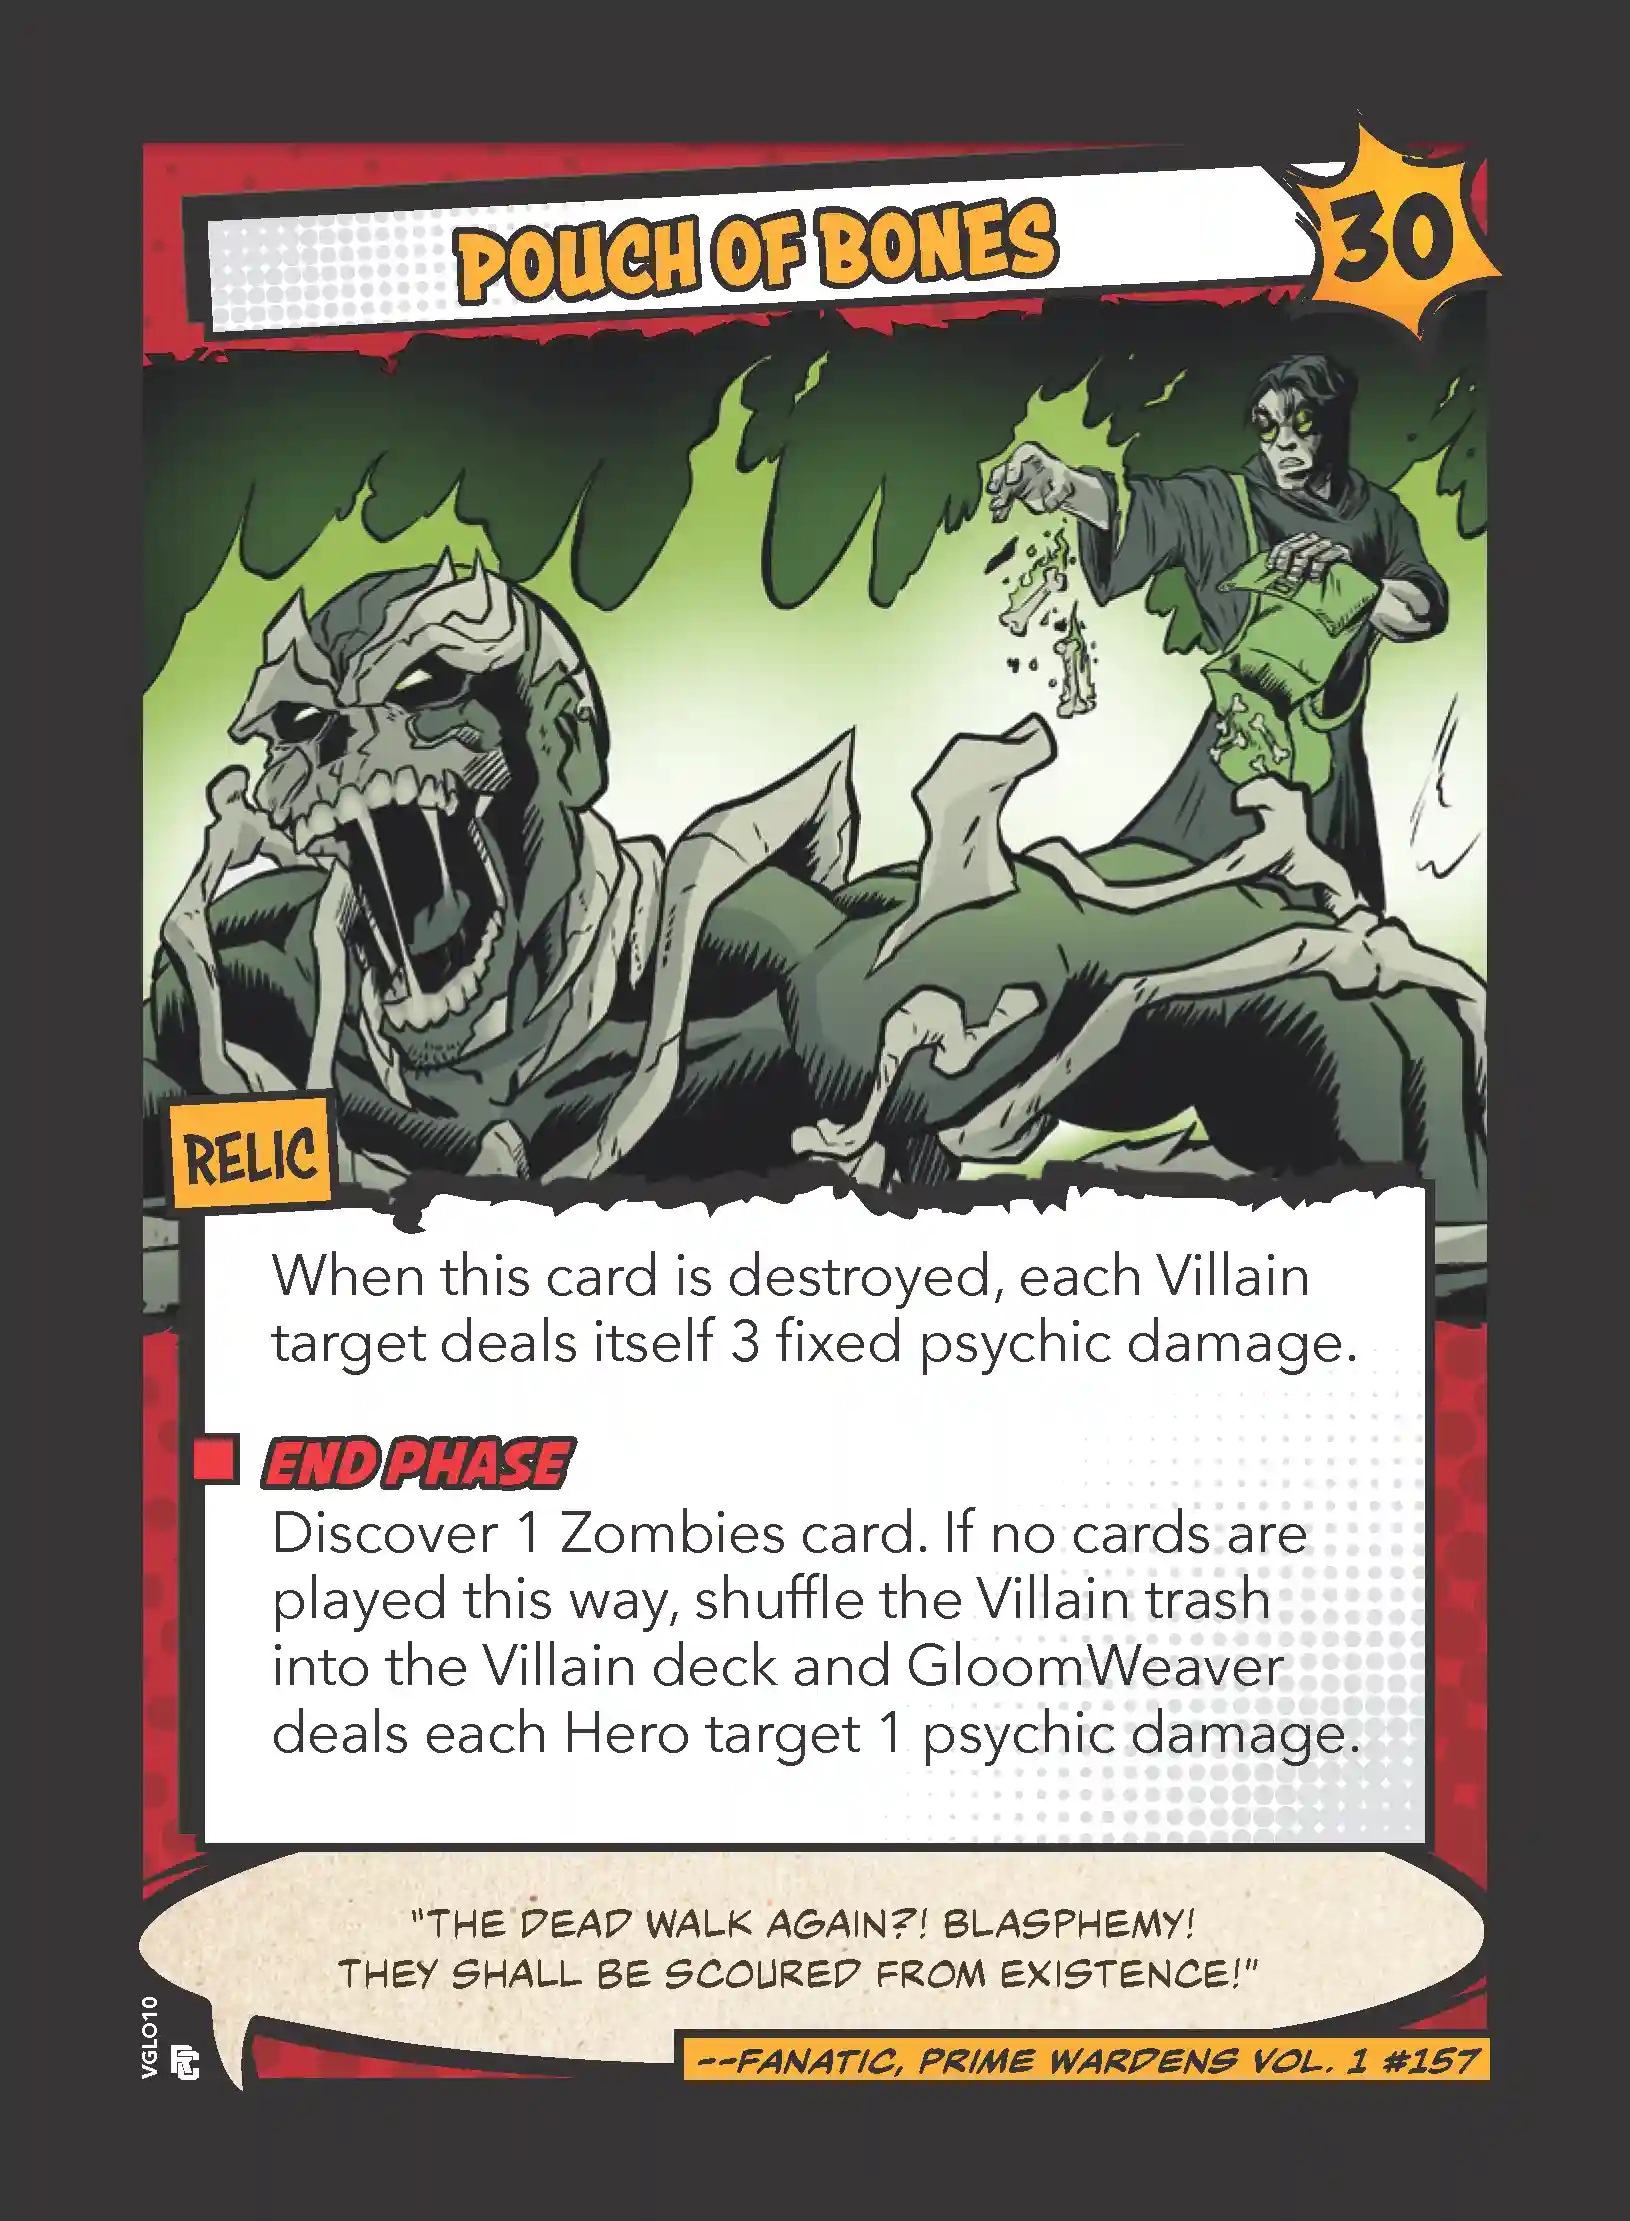 POUCH OF BONES
30
RELIC
When this card is destroyed, each Villain
target deals itself 3 fixed psychic damage.
END PHASE
Discover 1 Zombies card. If no cards are
played this way, shuffle the Villain trash
into the Villain deck and GloomWeaver
deals each Hero target 1 psychic damage.
"THE DEAD WALK AGAIN?! BLASPHEMY!
THEY SHALL BE SCOURED FROM EXISTENCE!"
--FANATIC, PRIME WARDENS VOL. 1 #157
VGLO10